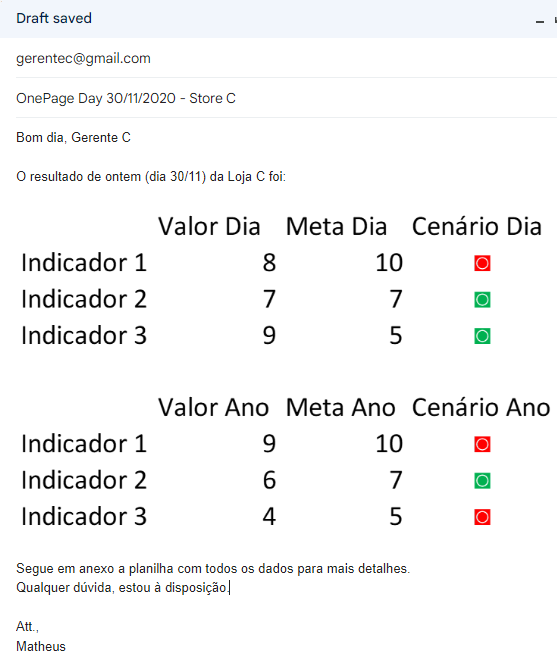 Draft saved
gerentec@gmail.com
OnePage Day 30/11/2020 - Store C
Bom dia, Gerente C
O resultado de ontem (dia 30/11) da Loja C foi:
Valor Dia Meta Dia Cenário Dia
Indicador 1 8 10
Indicador 2 7 7
Indicador 3 9 5
Valor Ano Meta Ano Cenário Ano
Indicador 1 9 10
Indicador 2 6 7
Indicador 3 4 5
Segue em anexo a planilha com todos os dados para mais detalhes.
Qualquer dúvida, estou à disposição.
Att.,
Matheus